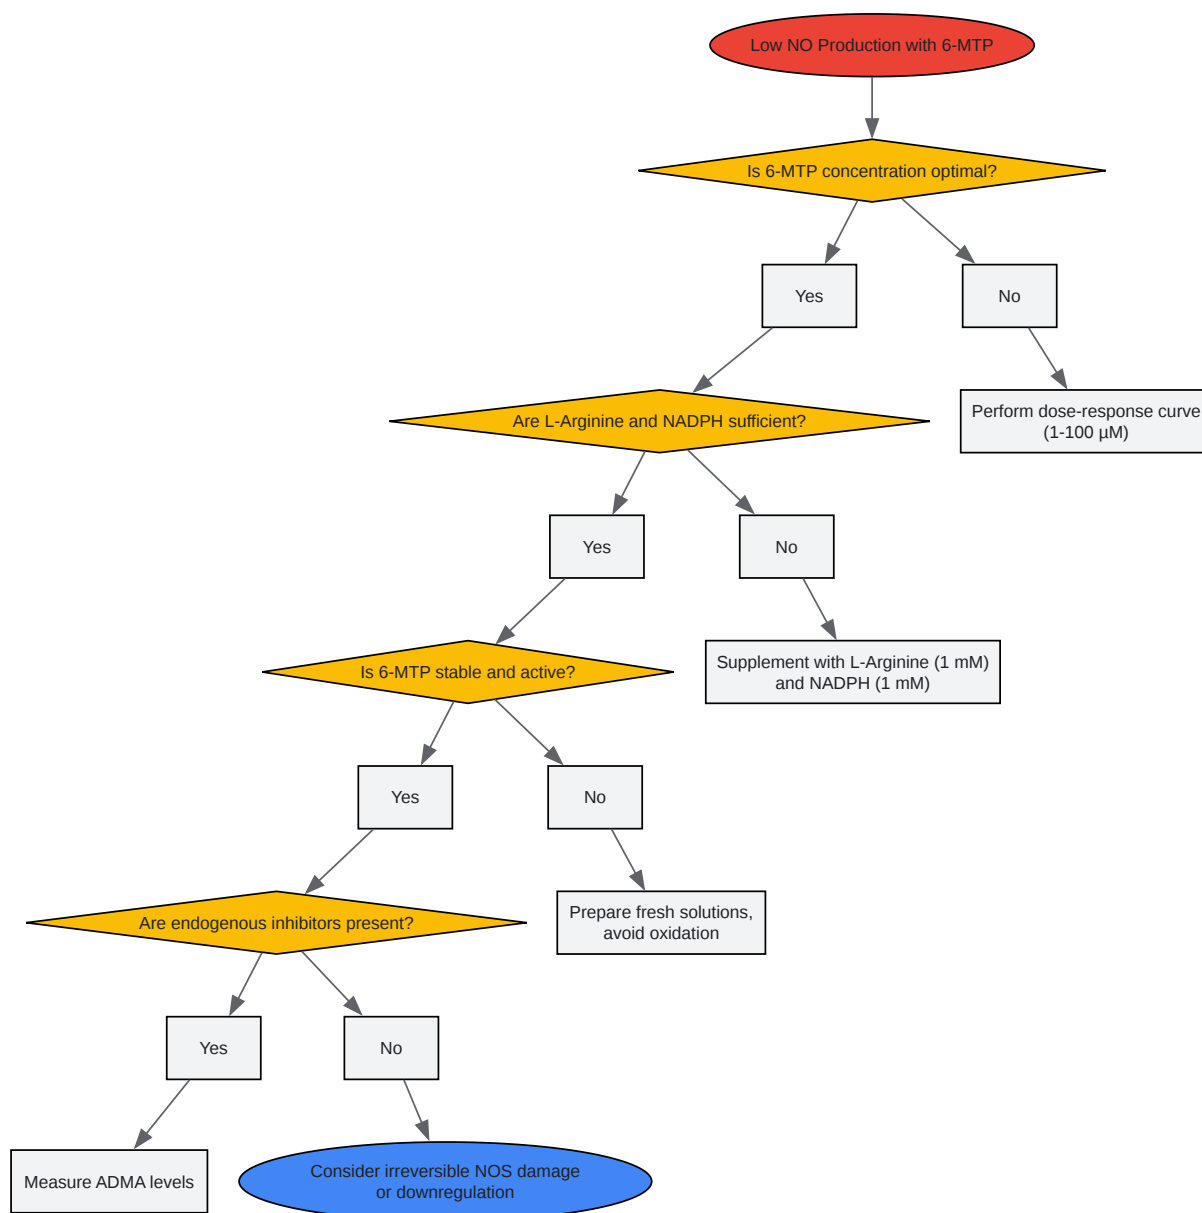 Low NO Production with 6-MTP
Is 6-MTP concentration optimal?
Yes
No
Are L-Arginine and NADPH sufficient?
Perform dose-response curve
(1-100 µM)
Yes
No
Is 6-MTP stable and active?
Supplement with L-Arginine (1 mM)
and NADPH (1 mM)
Yes
No
Are endogenous inhibitors present?
Prepare fresh solutions,
avoid oxidation
Yes
No
Measure ADMA levels
Consider irreversible NOS damage
or downregulation